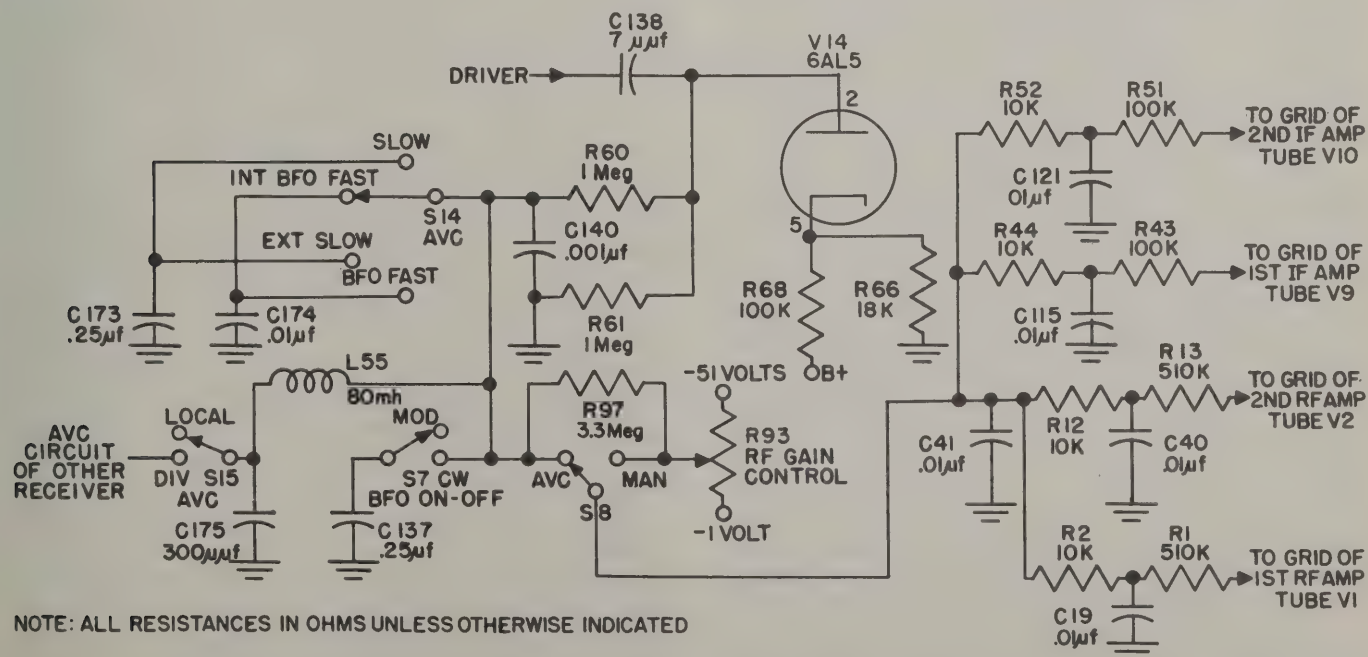 C138
7 µµf
DRIVER
V14
6AL5
2
5
SLOW
INT BFO FAST
S14
AVC
EXT SLOW
BFO FAST
C173
.25µf
C174
.01µf
R60
1 Meg
C140
.001µf
R61
1 Meg
R68
100K
R66
18K
B+
R52
10K
R51
100K
TO GRID OF
2ND IF AMP
TUBE V10
C121
01µf
R44
10K
R43
100K
TO GRID OF
1ST IF AMP
TUBE V9
C115
.01µf
L55
80mh
AVC
CIRCUIT
OF OTHER
RECEIVER
LOCAL
DIV S15
AVC
C175
300µµf
MOD
S7 CW
BFO ON-OFF
C137
.25µf
R97
3.3 Meg
AVC
MAN
S8
-51 VOLTS
R93
RF GAIN
CONTROL
-1 VOLT
C41
.01µf
R12
10K
R13
510K
TO GRID OF
2ND RF AMP
TUBE V2
C40
.01µf
R2
10K
R1
510K
TO GRID OF
1ST RF AMP
TUBE V1
C19
.01µf
NOTE: ALL RESISTANCES IN OHMS UNLESS OTHERWISE INDICATED